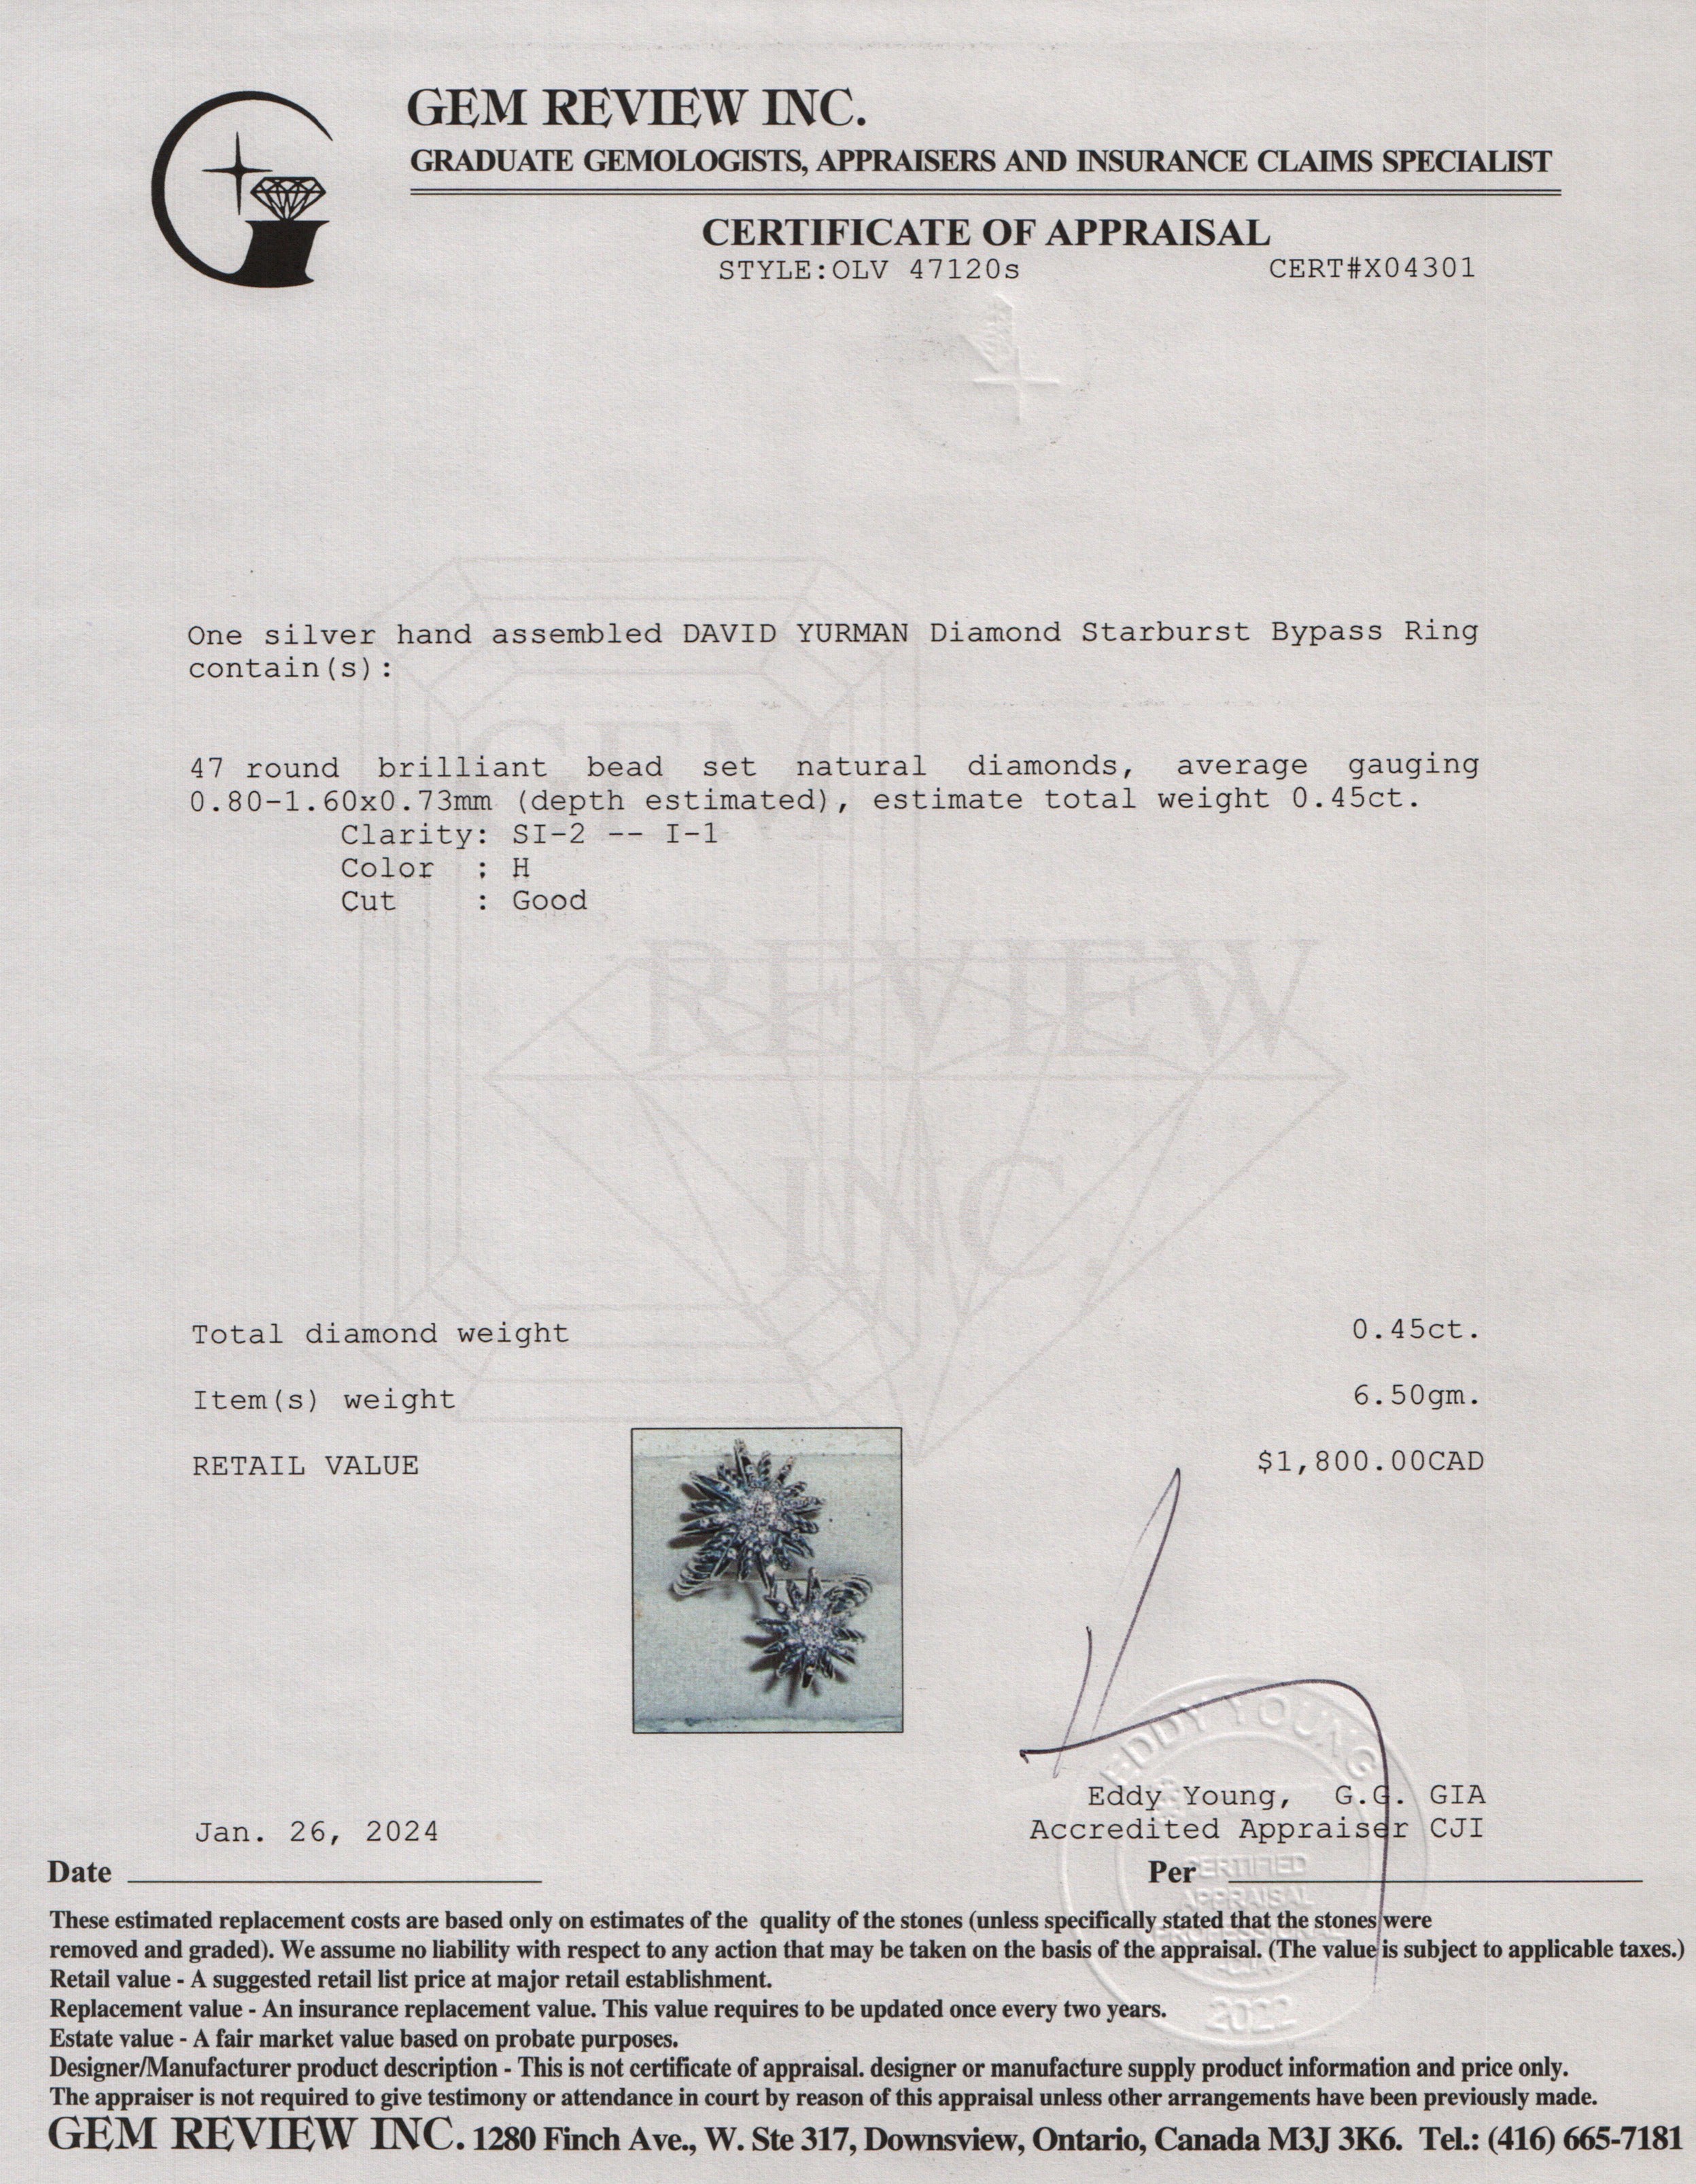 GEM REVIEW INC.
GRADUATE GEMOLOGISTS, APPRAISERS AND INSURANCE CLAIMS SPECIALIST
CERTIFICATE OF APPRAISAL
STYLE:OLV 47120s CERT#X04301
One silver hand assembled DAVID YURMAN Diamond Starburst Bypass Ring
contain(s):
47 round brilliant bead set natural diamonds, average gauging
0.80-1.60x0.73mm (depth estimated), estimate total weight 0.45ct.
Clarity: SI-2 -- I-1
Color : H
Cut : Good
GEM
REVIEW
INC.
Total diamond weight 0.45ct.
Item(s) weight 6.50gm.
RETAIL VALUE $1,800.00CAD
EDDY YOUNG
Eddy Young, G.G. GIA
Jan. 26, 2024 Accredited Appraiser CJI
Date Per
CERTIFIED
APPRAISAL
PROFESSIONAL
2022
These estimated replacement costs are based only on estimates of the quality of the stones (unless specifically stated that the stones were
removed and graded). We assume no liability with respect to any action that may be taken on the basis of the appraisal. (The value is subject to applicable taxes.)
Retail value - A suggested retail list price at major retail establishment.
Replacement value - An insurance replacement value. This value requires to be updated once every two years.
Estate value - A fair market value based on probate purposes.
Designer/Manufacturer product description - This is not certificate of appraisal. designer or manufacture supply product information and price only.
The appraiser is not required to give testimony or attendance in court by reason of this appraisal unless other arrangements have been previously made.
GEM REVIEW INC. 1280 Finch Ave., W. Ste 317, Downsview, Ontario, Canada M3J 3K6. Tel.: (416) 665-7181